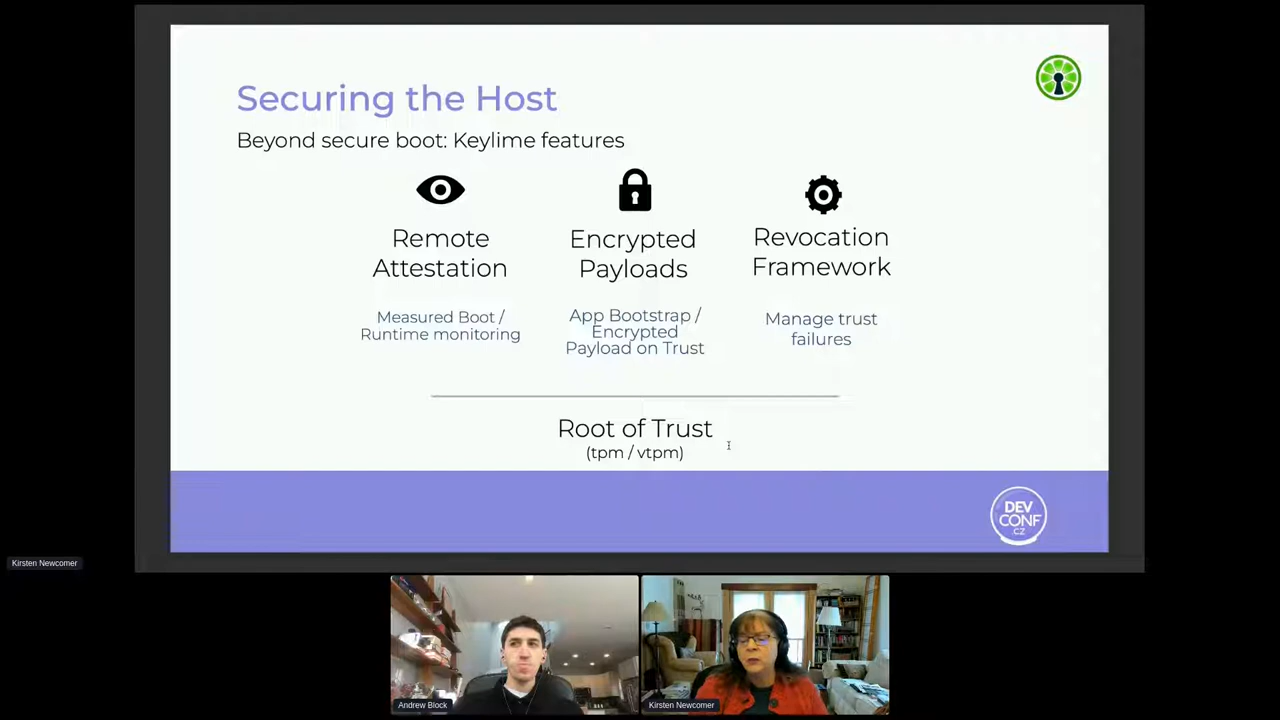 Securing the Host
Beyond secure boot: Keylime features
Remote
Attestation
Measured Boot /
Runtime monitoring
Encrypted
Payloads
App Bootstrap /
Encrypted
Payload on Trust
Revocation
Framework
Manage trust
failures
Root of Trust
(tpm / vtpm)
DEV
CONF
.CZ
Kirsten Newcomer
Andrew Block
Kirsten Newcomer